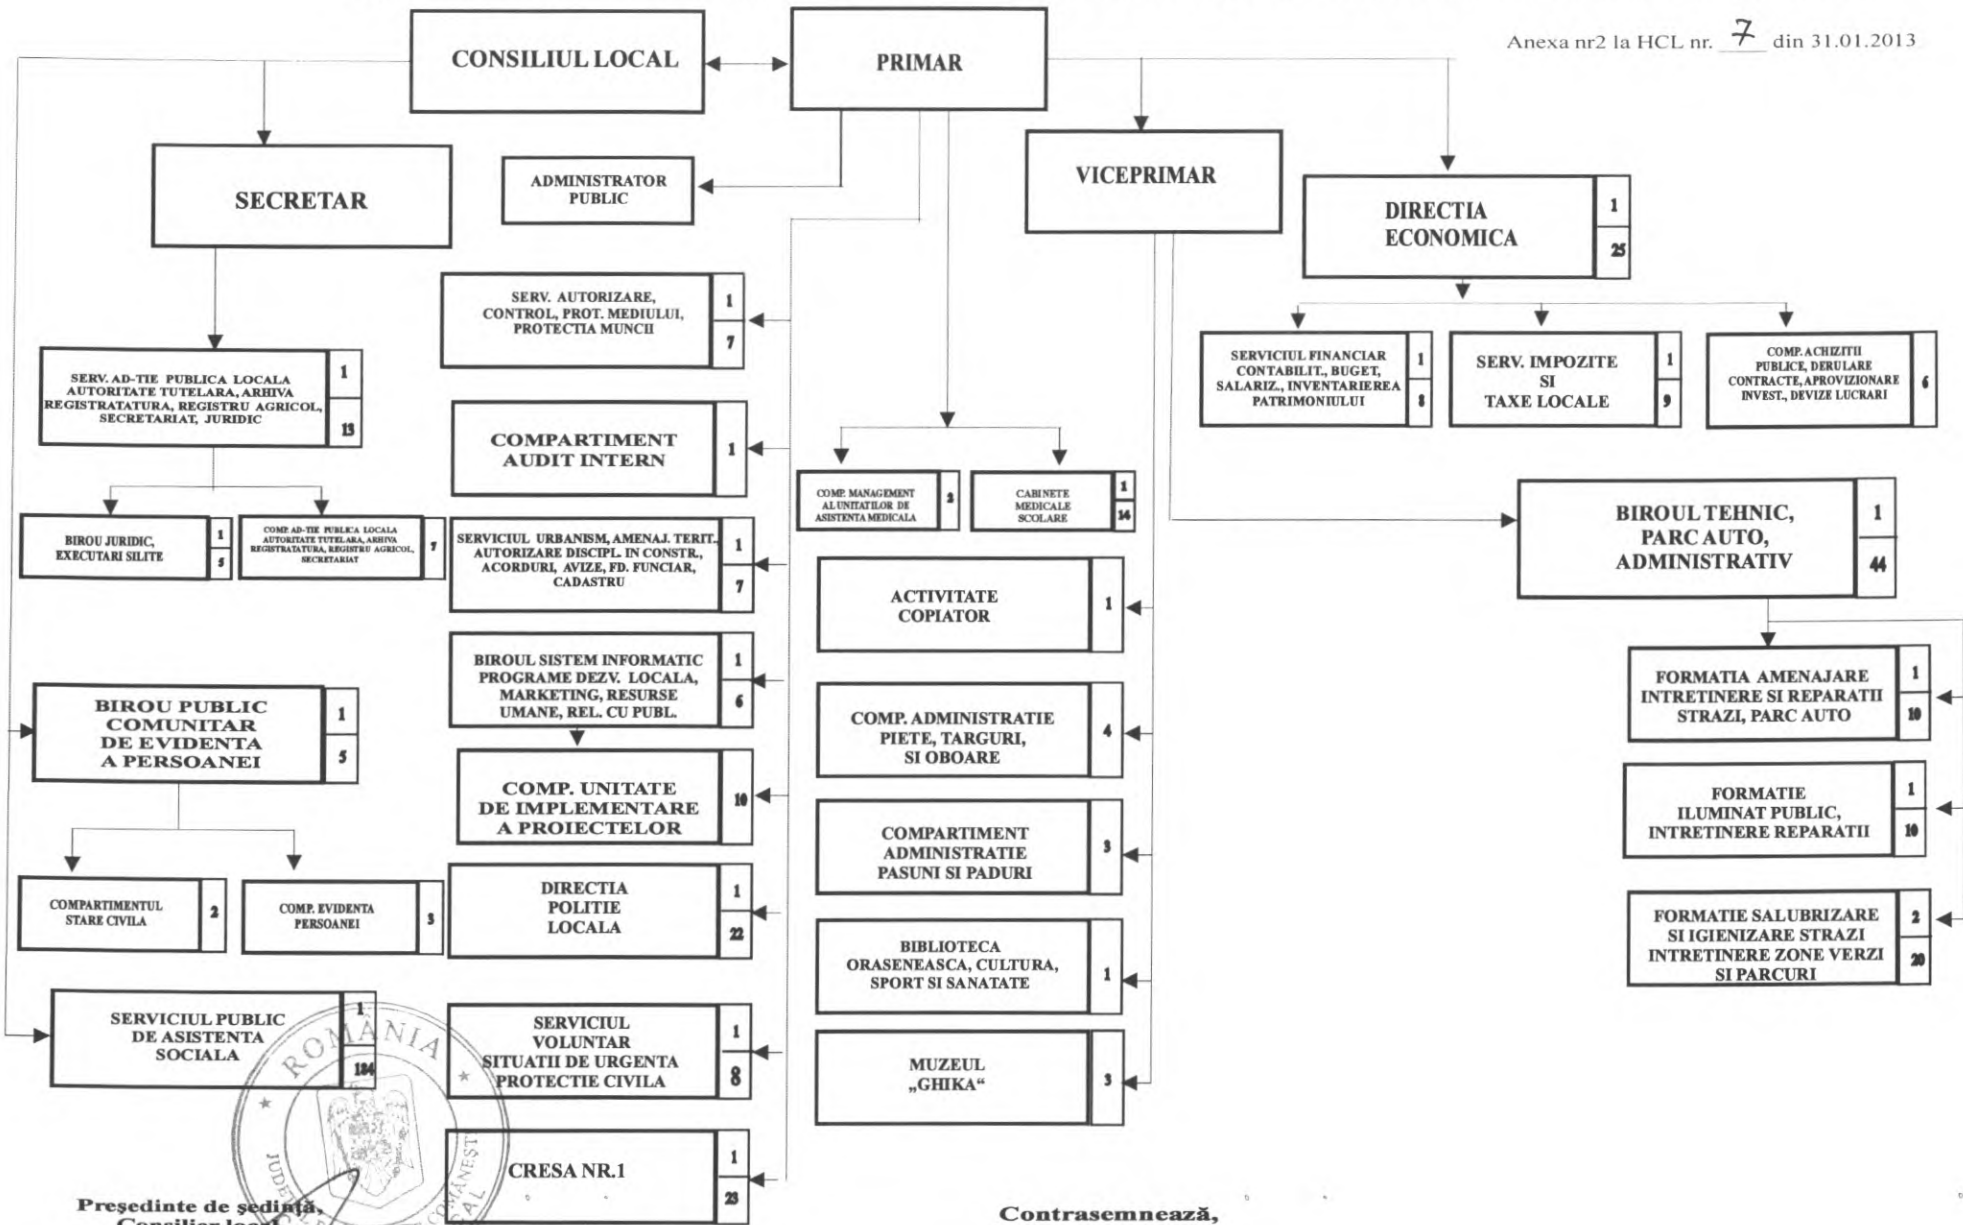 Anexa nr2 la HCL nr. 7 din 31.01.2013
CONSILIUL LOCAL
PRIMAR
SECRETAR
ADMINISTRATOR
PUBLIC
VICEPRIMAR
DIRECTIA
ECONOMICA
1
25
SERV. AUTORIZARE,
CONTROL, PROT. MEDIULUI,
PROTECTIA MUNCII
1
7
SERV. AD-TIE PUBLICA LOCALA
AUTORITATE TUTELARA, ARHIVA
REGISTRATATURA, REGISTRU AGRICOL,
SECRETARIAT, JURIDIC
1
13
SERVICIUL FINANCIAR
CONTABILIT., BUGET,
SALARIZ., INVENTARIEREA
PATRIMONIULUI
1
8
SERV. IMPOZITE
SI
TAXE LOCALE
1
9
COMP. ACHIZITII
PUBLICE, DERULARE
CONTRACTE, APROVIZIONARE
INVEST., DEVIZE LUCRARI
6
COMPARTIMENT
AUDIT INTERN
1
COMP. MANAGEMENT
AL UNITATILOR DE
ASISTENTA MEDICALA
CABINETE
MEDICALE
SCOLARE
1
14
BIROU JURIDIC,
EXECUTARI SILITE
1
5
COMP. AD-TIE PUBLICA LOCALA
AUTORITATE TUTELARA, ARHIVA
REGISTRATATURA, REGISTRU AGRICOL,
SECRETARIAT
7
SERVICIUL URBANISM, AMENAJ. TERIT.,
AUTORIZARE DISCIPL. IN CONSTR.,
ACORDURI, AVIZE, FD. FUNCIAR,
CADASTRU
1
7
BIROUL TEHNIC,
PARC AUTO,
ADMINISTRATIV
1
44
ACTIVITATE
COPIATOR
1
BIROUL SISTEM INFORMATIC
PROGRAME DEZV. LOCALA,
MARKETING, RESURSE
UMANE, REL. CU PUBL.
1
6
BIROU PUBLIC
COMUNITAR
DE EVIDENTA
A PERSOANEI
1
5
COMP. ADMINISTRATIE
PIETE, TARGURI,
SI OBOARE
4
FORMATIA AMENAJARE
INTRETINERE SI REPARATII
STRAZI, PARC AUTO
1
10
COMP. UNITATE
DE IMPLEMENTARE
A PROIECTELOR
10
FORMATIE
ILUMINAT PUBLIC,
INTRETINERE REPARATII
1
10
COMPARTIMENT
ADMINISTRATIE
PASUNI SI PADURI
3
COMPARTIMENTUL
STARE CIVILA
2
COMP. EVIDENTA
PERSOANEI
3
DIRECTIA
POLITIE
LOCALA
1
22
BIBLIOTECA
ORASENEASCA, CULTURA,
SPORT SI SANATATE
1
FORMATIE SALUBRIZARE
SI IGIENIZARE STRAZI
INTRETINERE ZONE VERZI
SI PARCURI
2
20
SERVICIUL PUBLIC
DE ASISTENTA
SOCIALA
1
184
SERVICIUL
VOLUNTAR
SITUATII DE URGENTA
PROTECTIE CIVILA
1
8
MUZEUL
„GHIKA“
3
CRESA NR.1
1
23
ROMÂNIA
Președinte de ședință,
Consilier local
Contrasemnează,